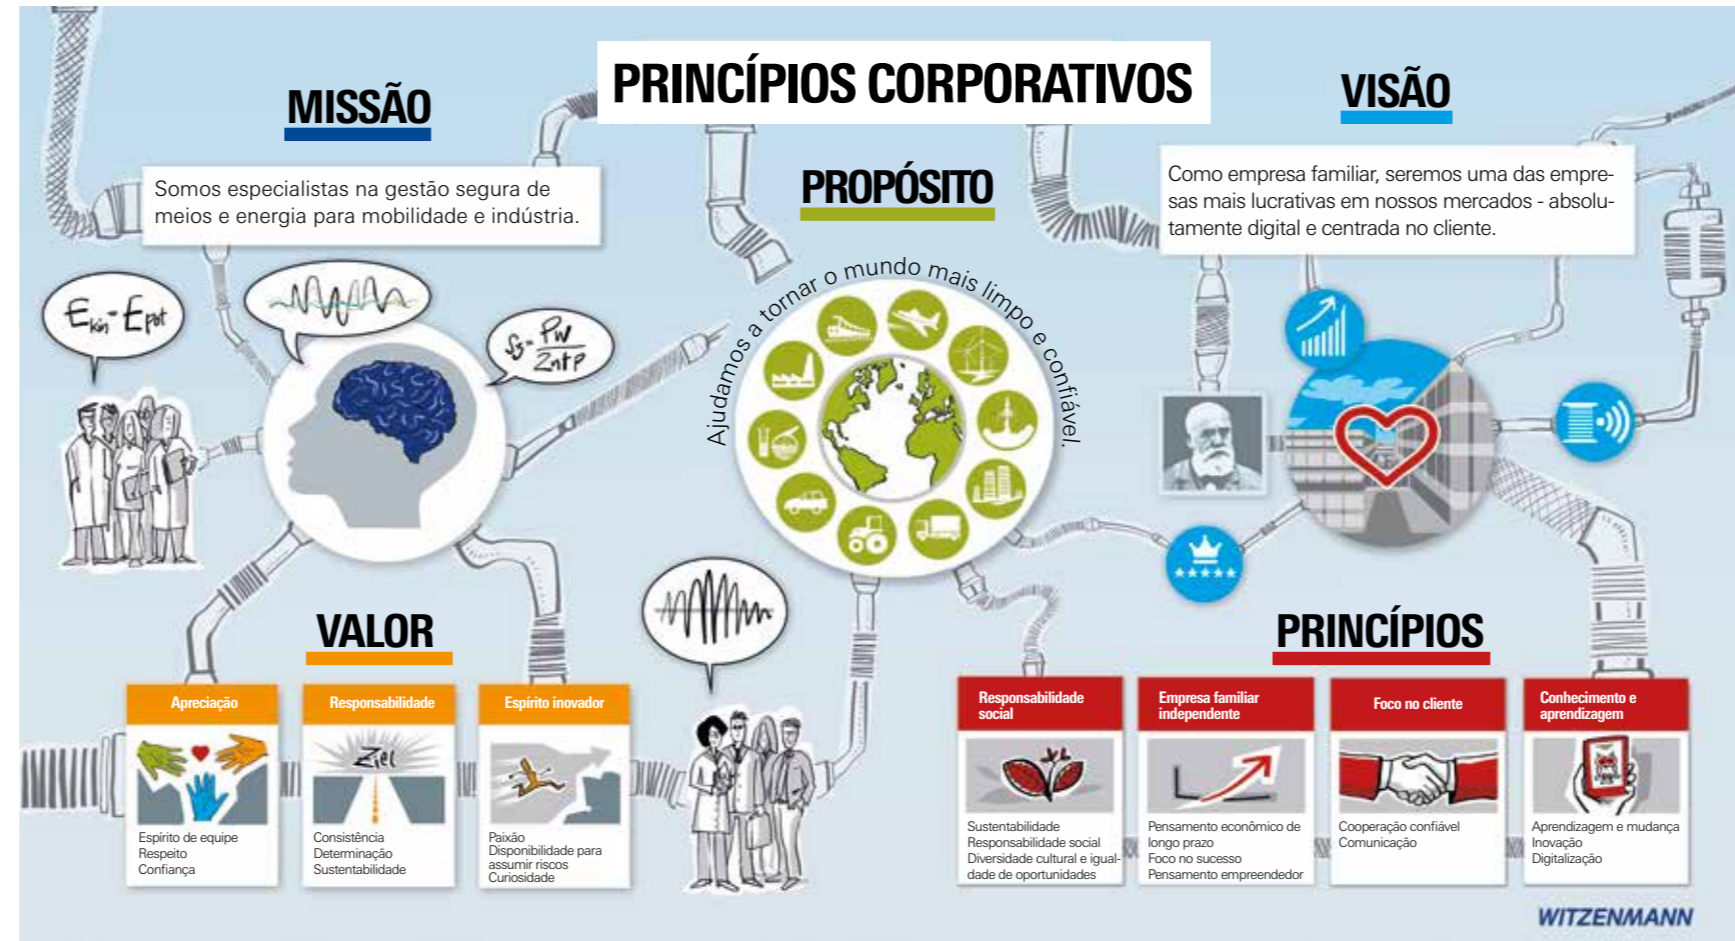 PRINCÍPIOS CORPORATIVOS
MISSÃO
Somos especialistas na gestão segura de
meios e energia para mobilidade e indústria.
PROPÓSITO
Ajudamos a tornar o mundo mais limpo e confiável.
VISÃO
Como empresa familiar, seremos uma das empre-
sas mais lucrativas em nossos mercados - absolu-
tamente digital e centrada no cliente.
Ekin = Epot
VALOR
Apreciação
Espírito de equipe
Respeito
Confiança
Responsabilidade
Ziel
Consistência
Determinação
Sustentabilidade
Espírito inovador
Paixão
Disponibilidade para
assumir riscos
Curiosidade
PRINCÍPIOS
Responsabilidade
social
Sustentabilidade
Responsabilidade social
Diversidade cultural e igual-
dade de oportunidades
Empresa familiar
independente
Pensamento econômico de
longo prazo
Foco no sucesso
Pensamento empreendedor
Foco no cliente
Cooperação confiável
Comunicação
Conhecimento e
aprendizagem
Aprendizagem e mudança
Inovação
Digitalização
WITZENMANN